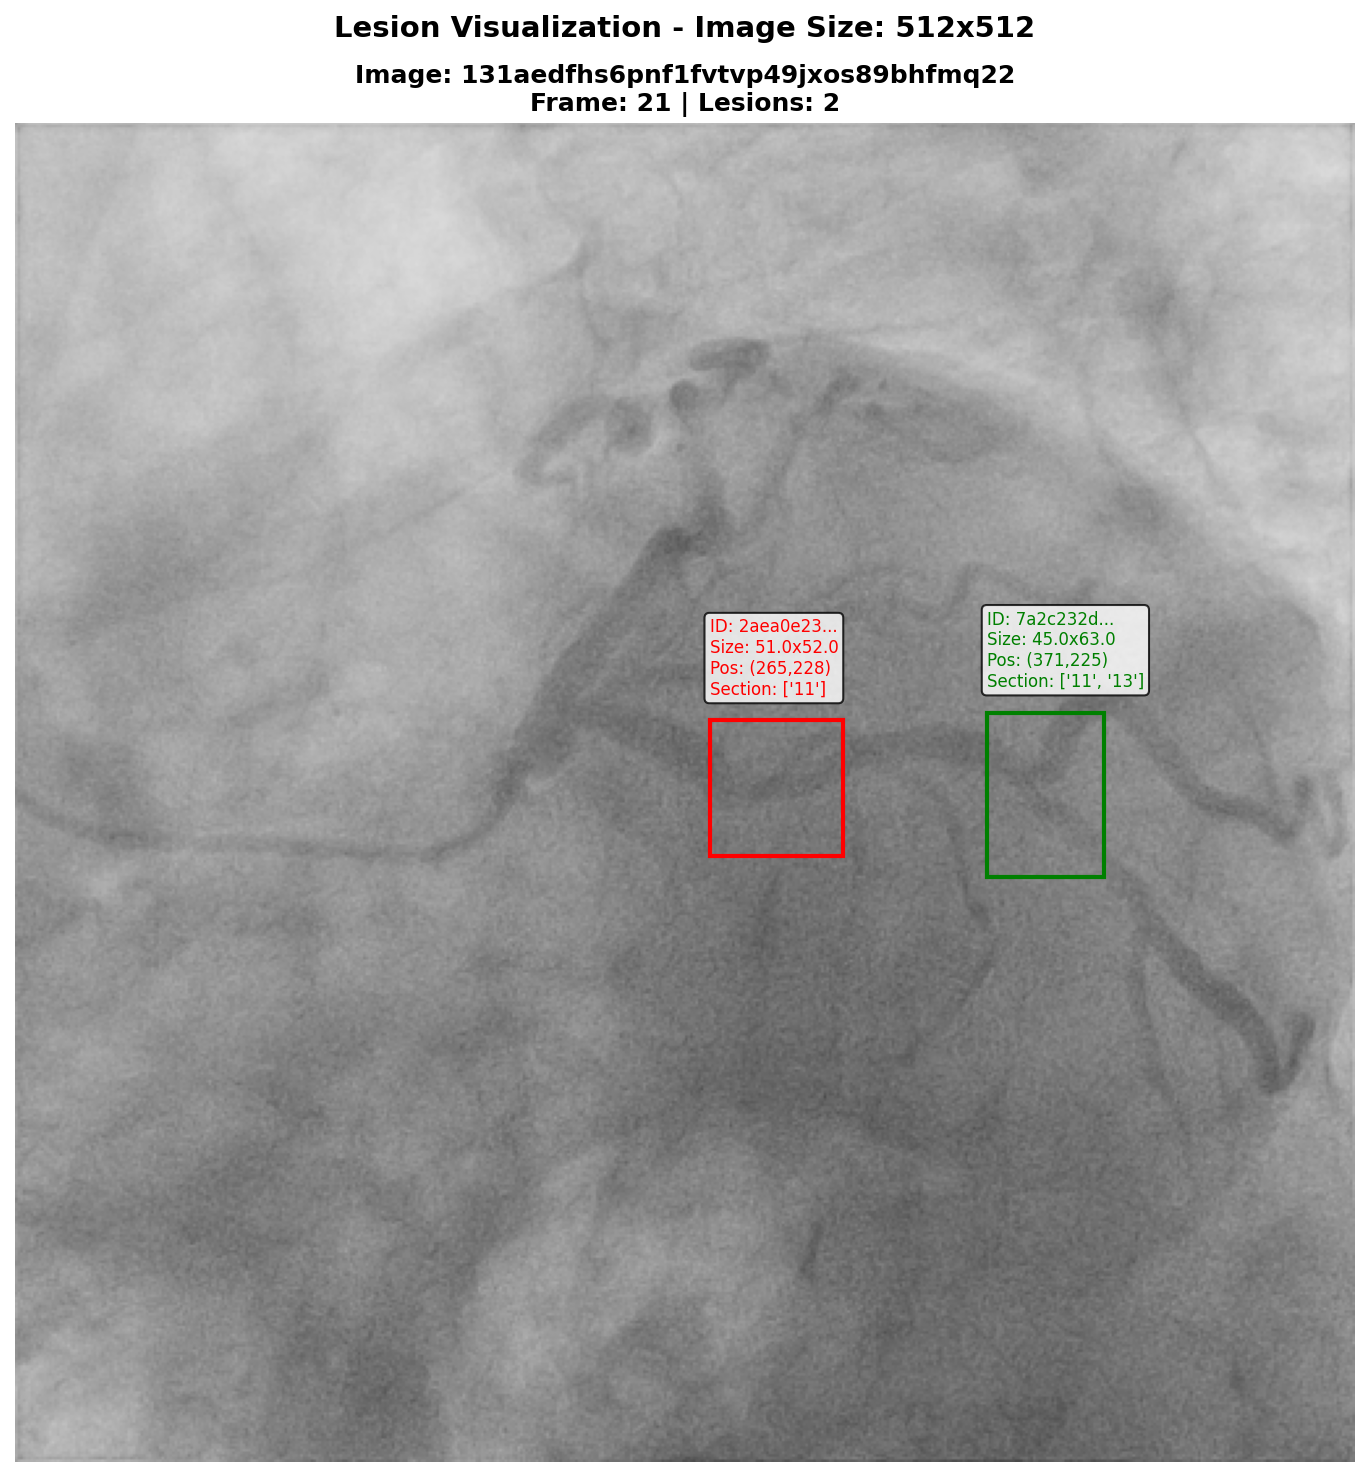 Lesion Visualization - Image Size: 512x512
Image: 131aedfhs6pnf1fvtvp49jxos89bhfmq22
Frame: 21 | Lesions: 2
ID: 2aea0e23...
Size: 51.0x52.0
Pos: (265,228)
Section: ['11']
ID: 7a2c232d...
Size: 45.0x63.0
Pos: (371,225)
Section: ['11', '13']